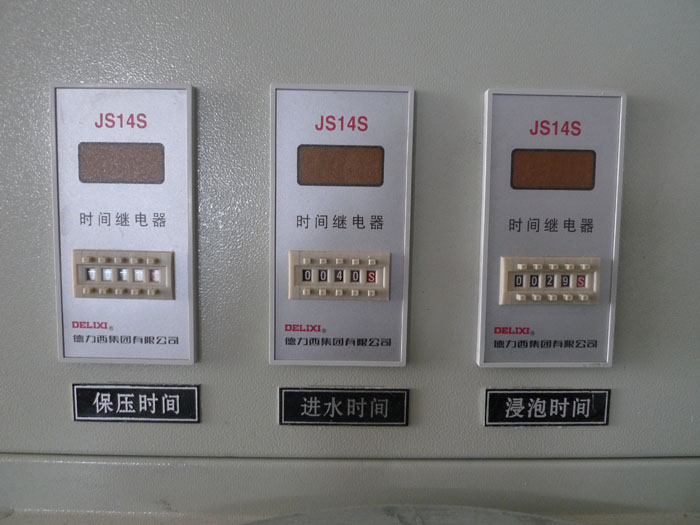 JS14S
时间继电器
DELIXI®
德力西集团有限公司
保压时间
JS14S
时间继电器
0040S
DELIXI®
德力西集团有限公司
进水时间
JS14S
时间继电器
0029S
DELIXI®
德力西集团有限公司
浸泡时间